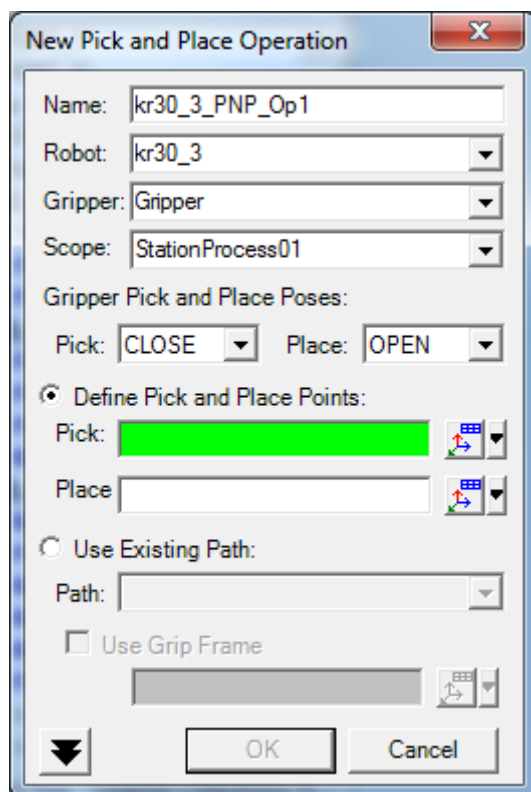 New Pick and Place Operation
Name: kr30_3_PNP_Op1
Robot: kr30_3
Gripper: Gripper
Scope: StationProcess01
Gripper Pick and Place Poses:
Pick: CLOSE Place: OPEN
Define Pick and Place Points:
Pick:
Place
Use Existing Path:
Path:
Use Grip Frame
OK Cancel